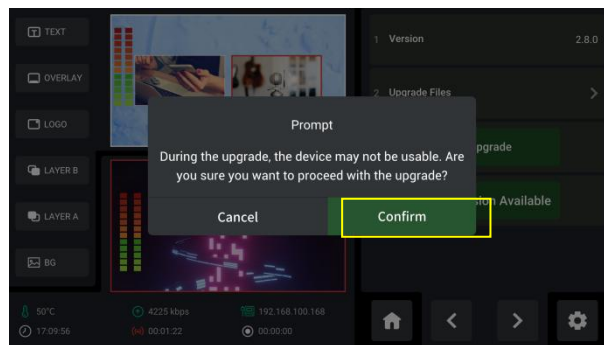 TEXT
OVERLAY
LOGO
LAYER B
LAYER A
BG
1 Version 2.8.0
2 Upgrade Files
pgrade
ion Available
Prompt
During the upgrade, the device may not be usable. Are
you sure you want to proceed with the upgrade?
Cancel
Confirm
50°C
4225 kbps
192.168.100.168
17:09:56
00:01:22
00:00:00